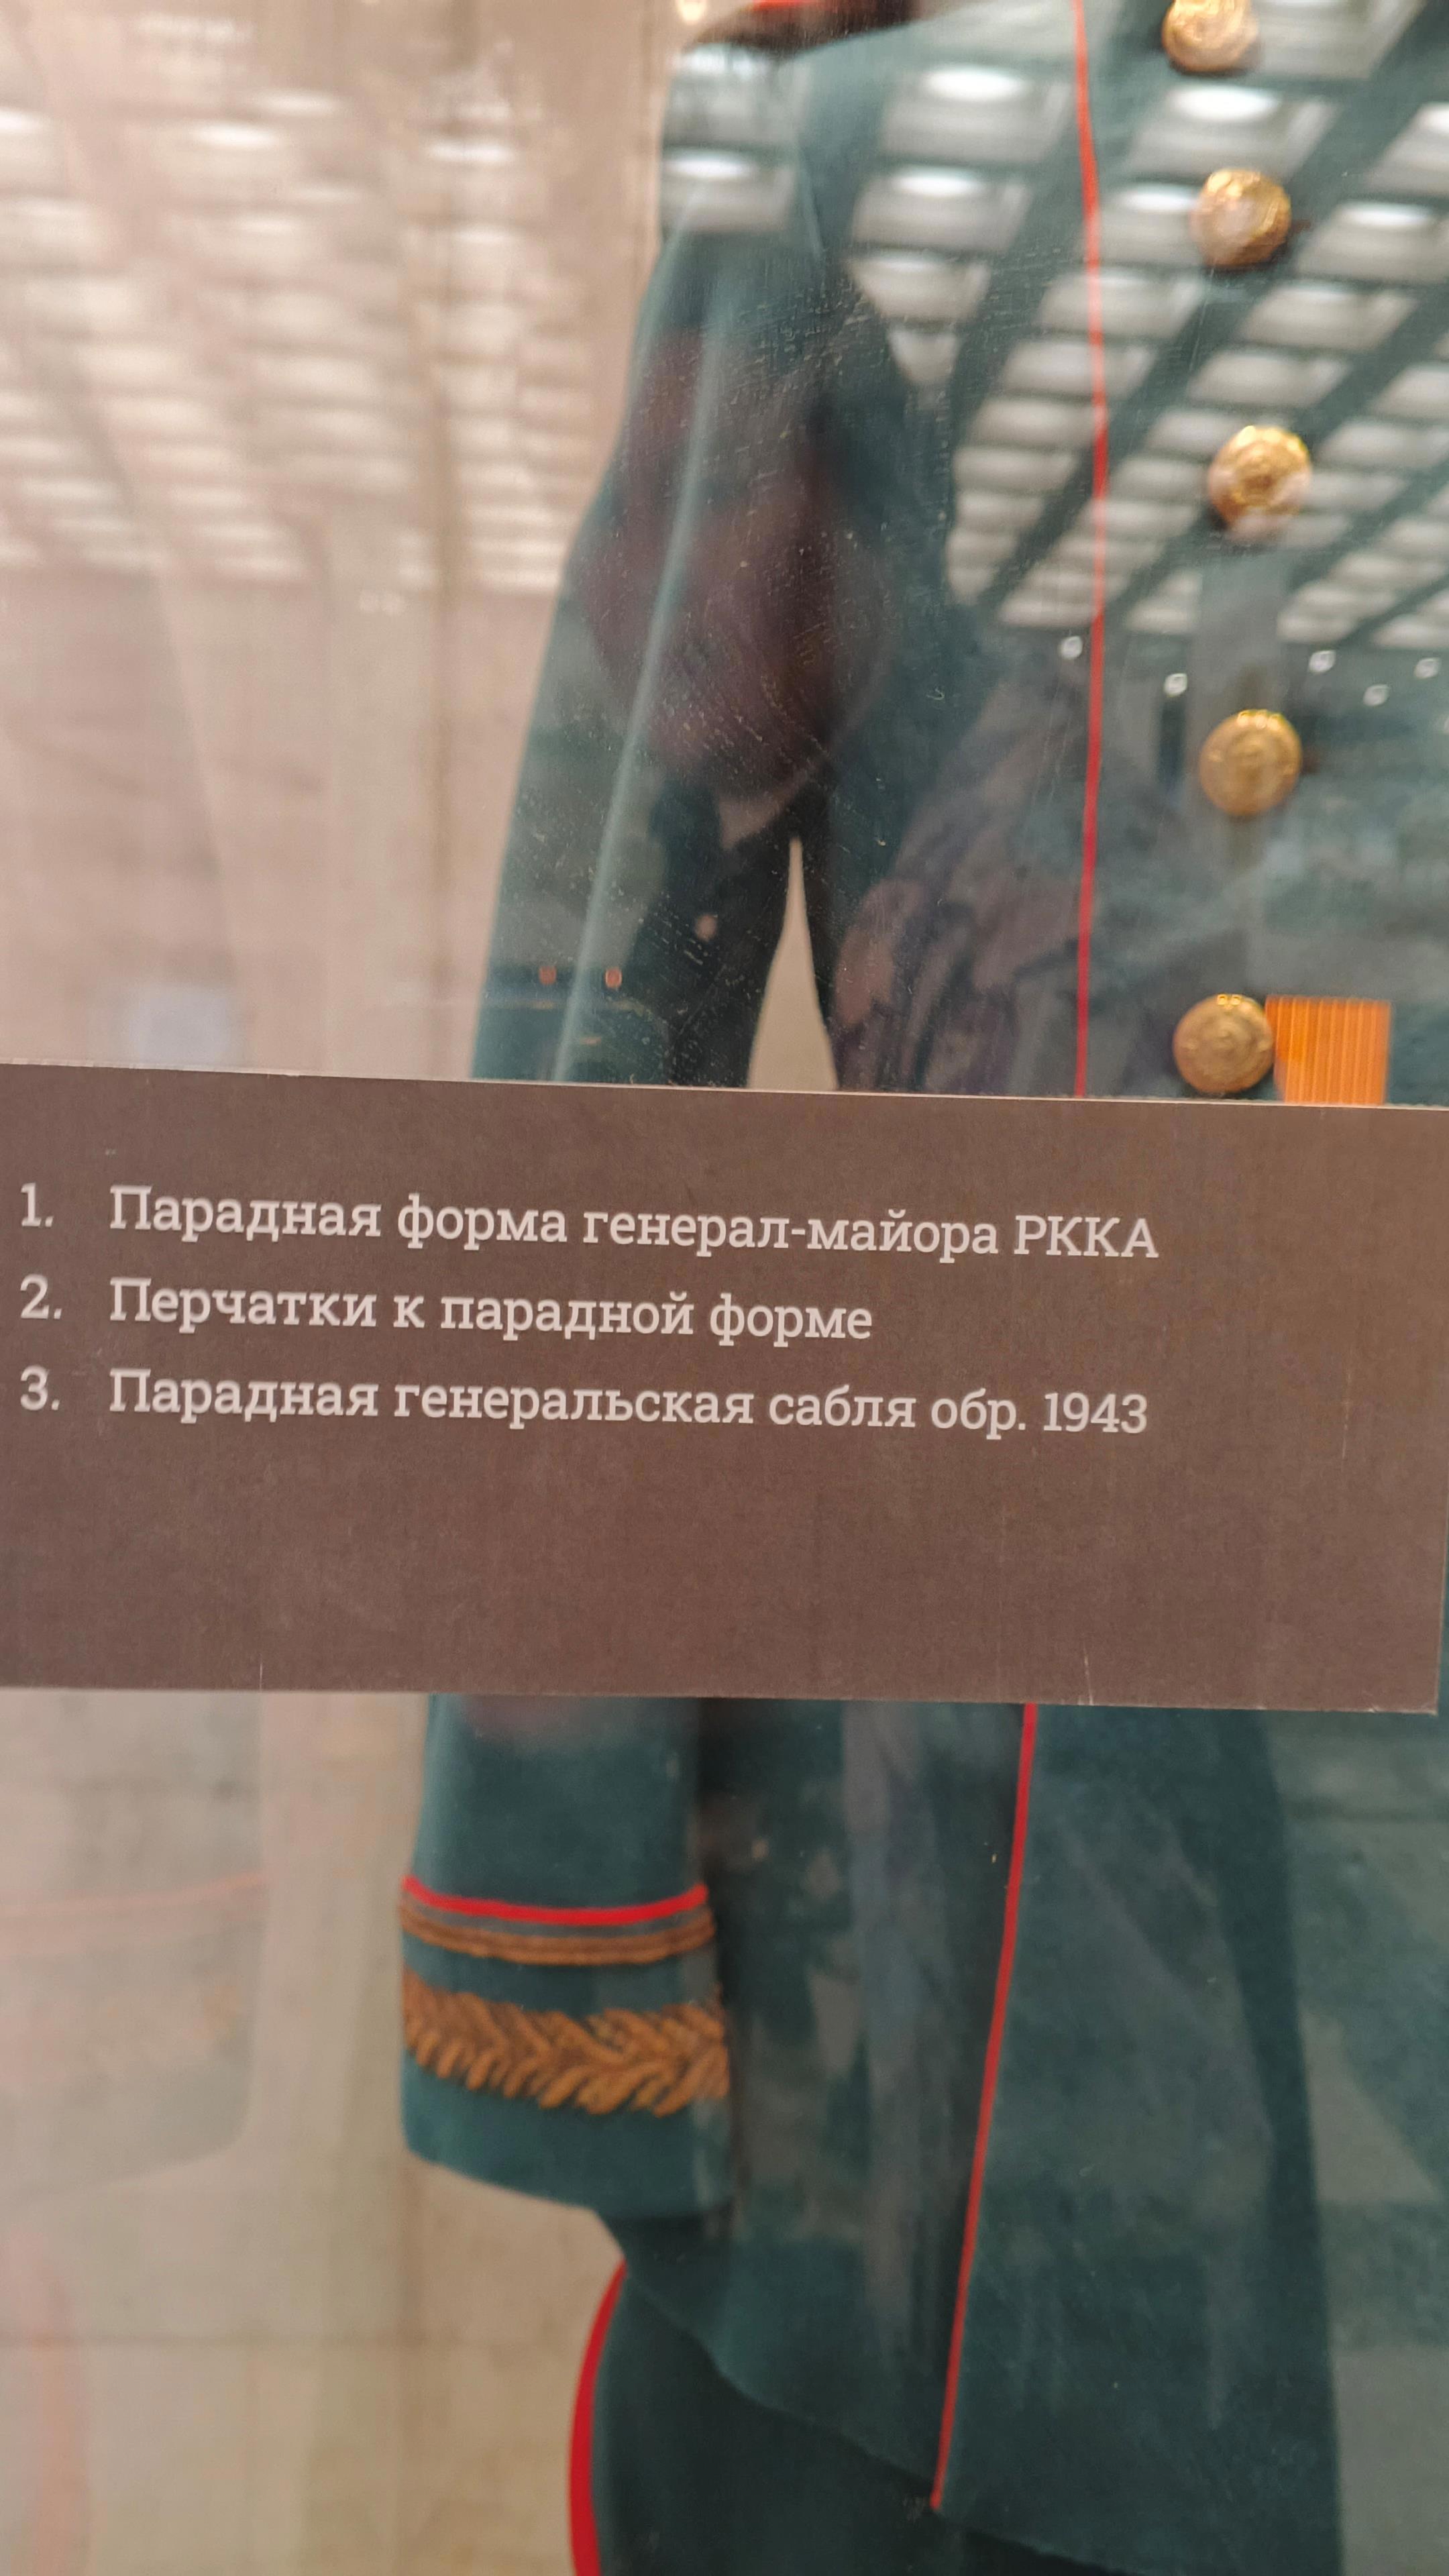 1. Парадная форма генерал-майора РККА
2. Перчатки к парадной форме
3. Парадная генеральская сабля обр. 1943